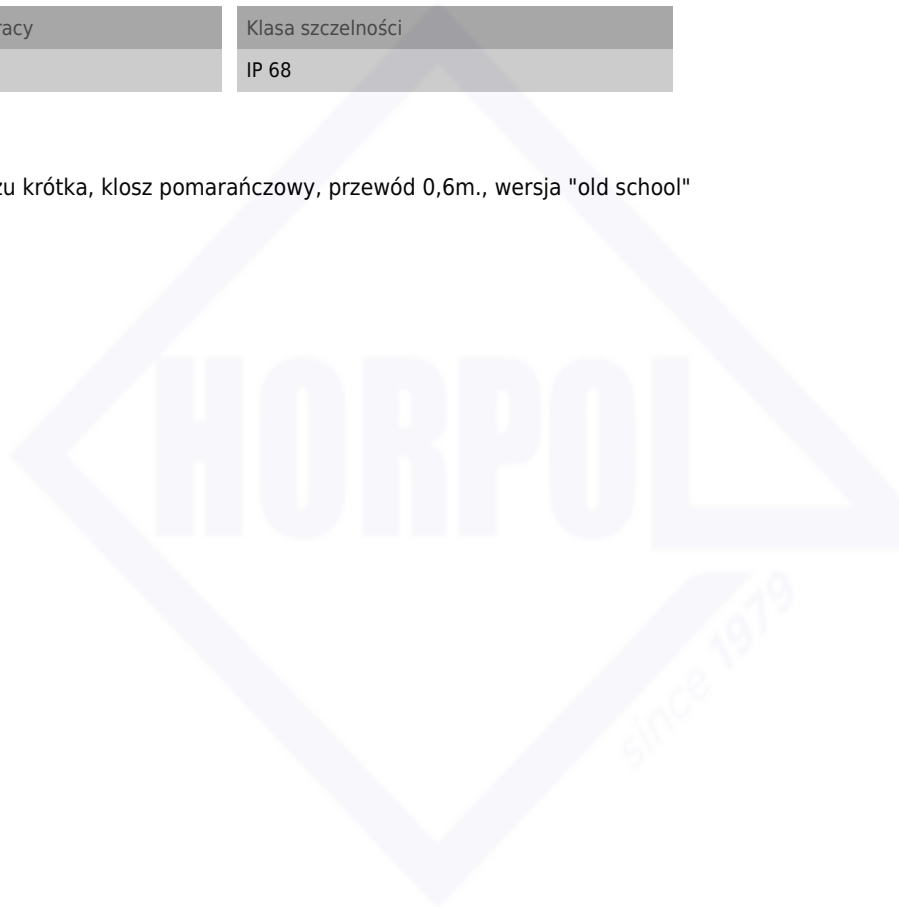 racy
Klasa szczelności
IP 68
zu krótka, klosz pomarańczowy, przewód 0,6m., wersja "old school"
HORPOL
since 1979